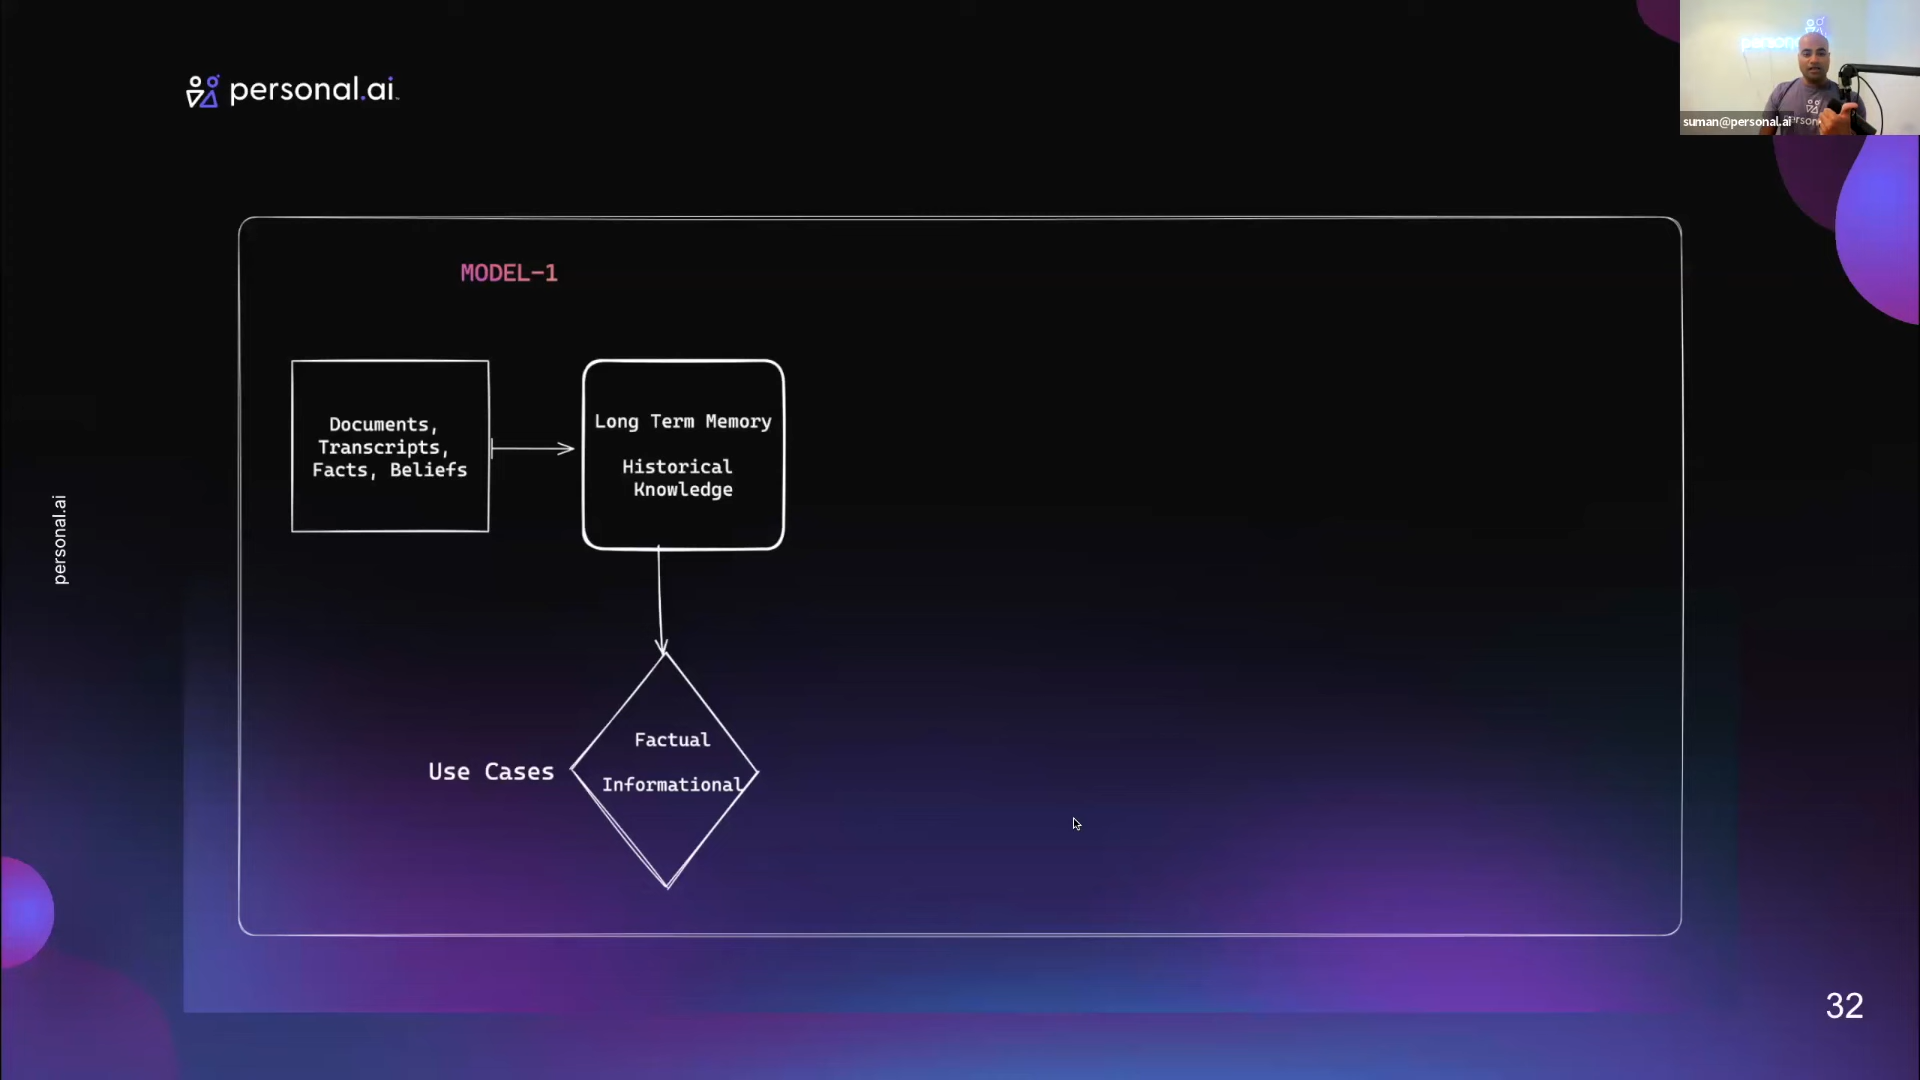 personal.ai
personal
suman@personal.ai
MODEL-1
Documents,
Transcripts,
Facts, Beliefs
Long Term Memory
Historical
Knowledge
personal.ai
Factual
Use Cases
Informational
32